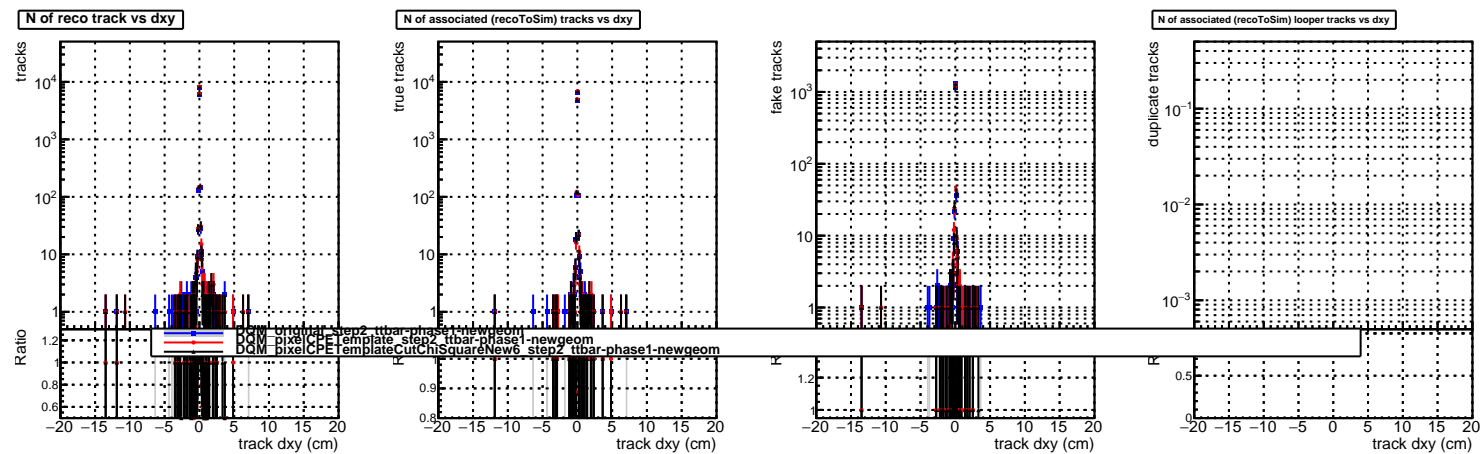 N of reco track vs dxy
N of associated (recoToSim) tracks vs dxy
N of associated (recoToSim) looper tracks vs dxy
tracks
10⁴
10³
10²
10
1
true tracks
10⁴
10³
10²
10
1
fake tracks
10³
10²
10
1
duplicate tracks
10⁻¹
10⁻²
10⁻³
DQM_original_step2_ttbar-phase1-newgeom
DQM_pixelCPETemplate_step2_ttbar-phase1-newgeom
DQM_pixelCPETemplateCutChiSquareNew6_step2_ttbar-phase1-newgeom
Ratio
1.2
1
0.8
0.6
0.9
0.8
1.2
1
0.5
0
−20 −15 −10 −5 0 5 10 15 20
track dxy (cm)
−20 −15 −10 −5 0 5 10 15 20
track dxy (cm)
−20 −15 −10 −5 0 5 10 15 20
track dxy (cm)
−20 −15 −10 −5 0 5 10 15 20
track dxy (cm)